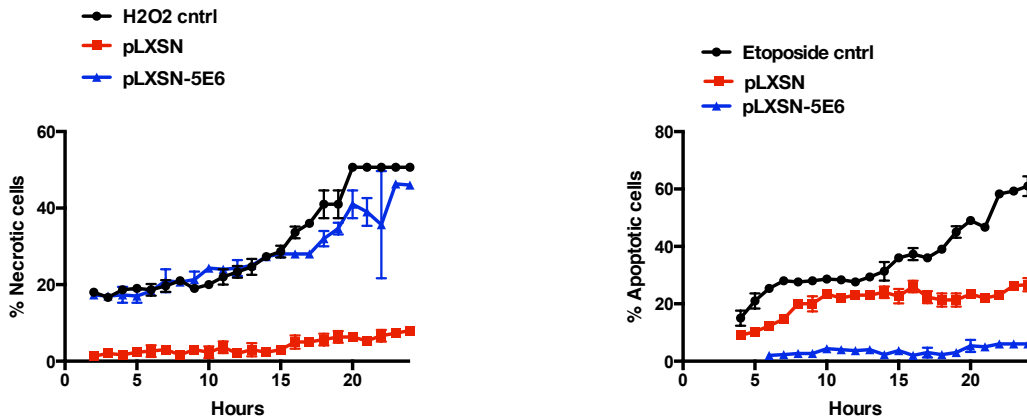 H2O2 cntrl
pLXSN
pLXSN-5E6
% Necrotic cells
60
40
20
0
0
5
10
15
20
Hours
Etoposide cntrl
pLXSN
pLXSN-5E6
% Apoptotic cells
80
60
40
20
0
0
5
10
15
20
Hours